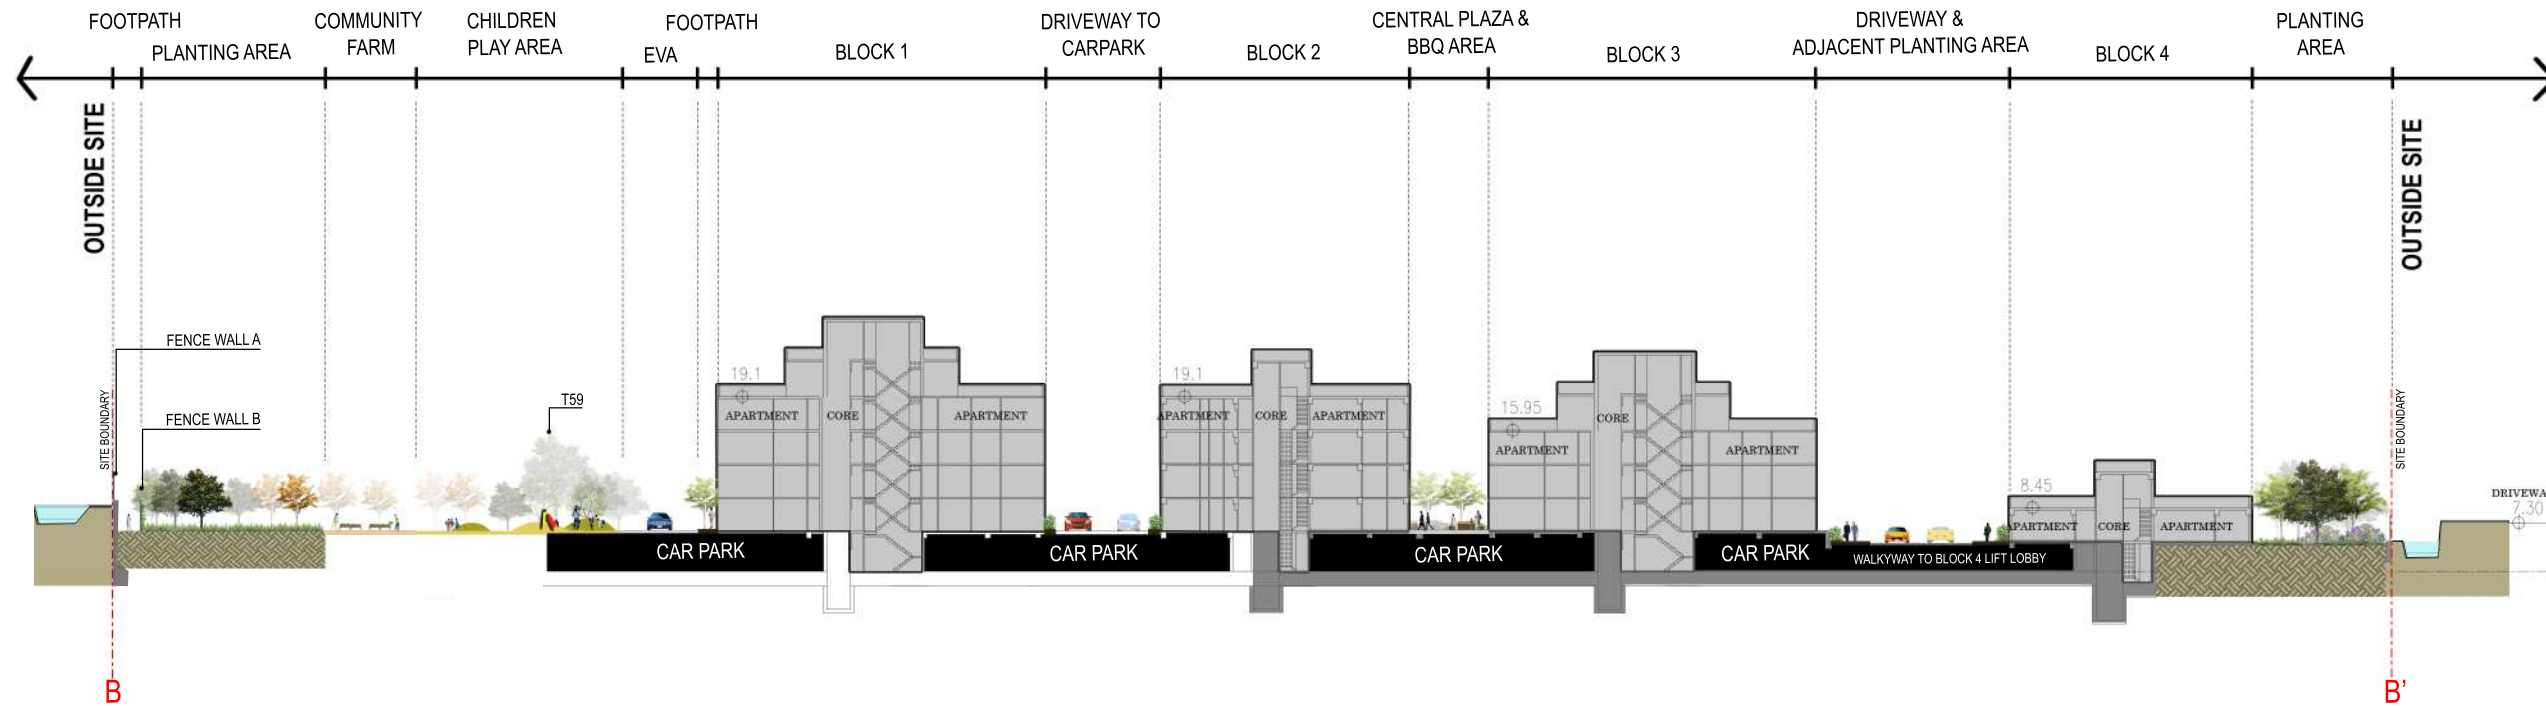 FOOTPATH
PLANTING AREA
COMMUNITY
FARM
CHILDREN
PLAY AREA
EVA
FOOTPATH
BLOCK 1
DRIVEWAY TO
CARPARK
BLOCK 2
CENTRAL PLAZA &
BBQ AREA
BLOCK 3
DRIVEWAY &
ADJACENT PLANTING AREA
BLOCK 4
PLANTING
AREA
OUTSIDE SITE
OUTSIDE SITE
FENCE WALL A
FENCE WALL B
SITE BOUNDARY
T59
19.1
APARTMENT
CORE
APARTMENT
19.1
APARTMENT
CORE
APARTMENT
15.95
APARTMENT
CORE
APARTMENT
8.45
APARTMENT
CORE
APARTMENT
SITE BOUNDARY
DRIVEWA
7.30
CAR PARK
CAR PARK
CAR PARK
CAR PARK
WALKYWAY TO BLOCK 4 LIFT LOBBY
B
B'